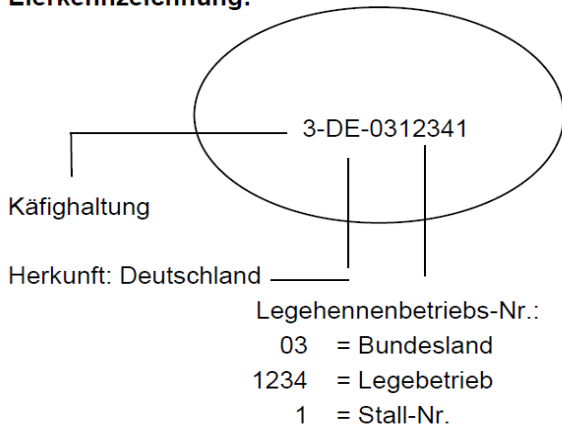 Eierkennzeichnung:
3-DE-0312341
Käfighaltung
Herkunft: Deutschland
Legehennenbetriebs-Nr.:
03 = Bundesland
1234 = Legebetrieb
1 = Stall-Nr.